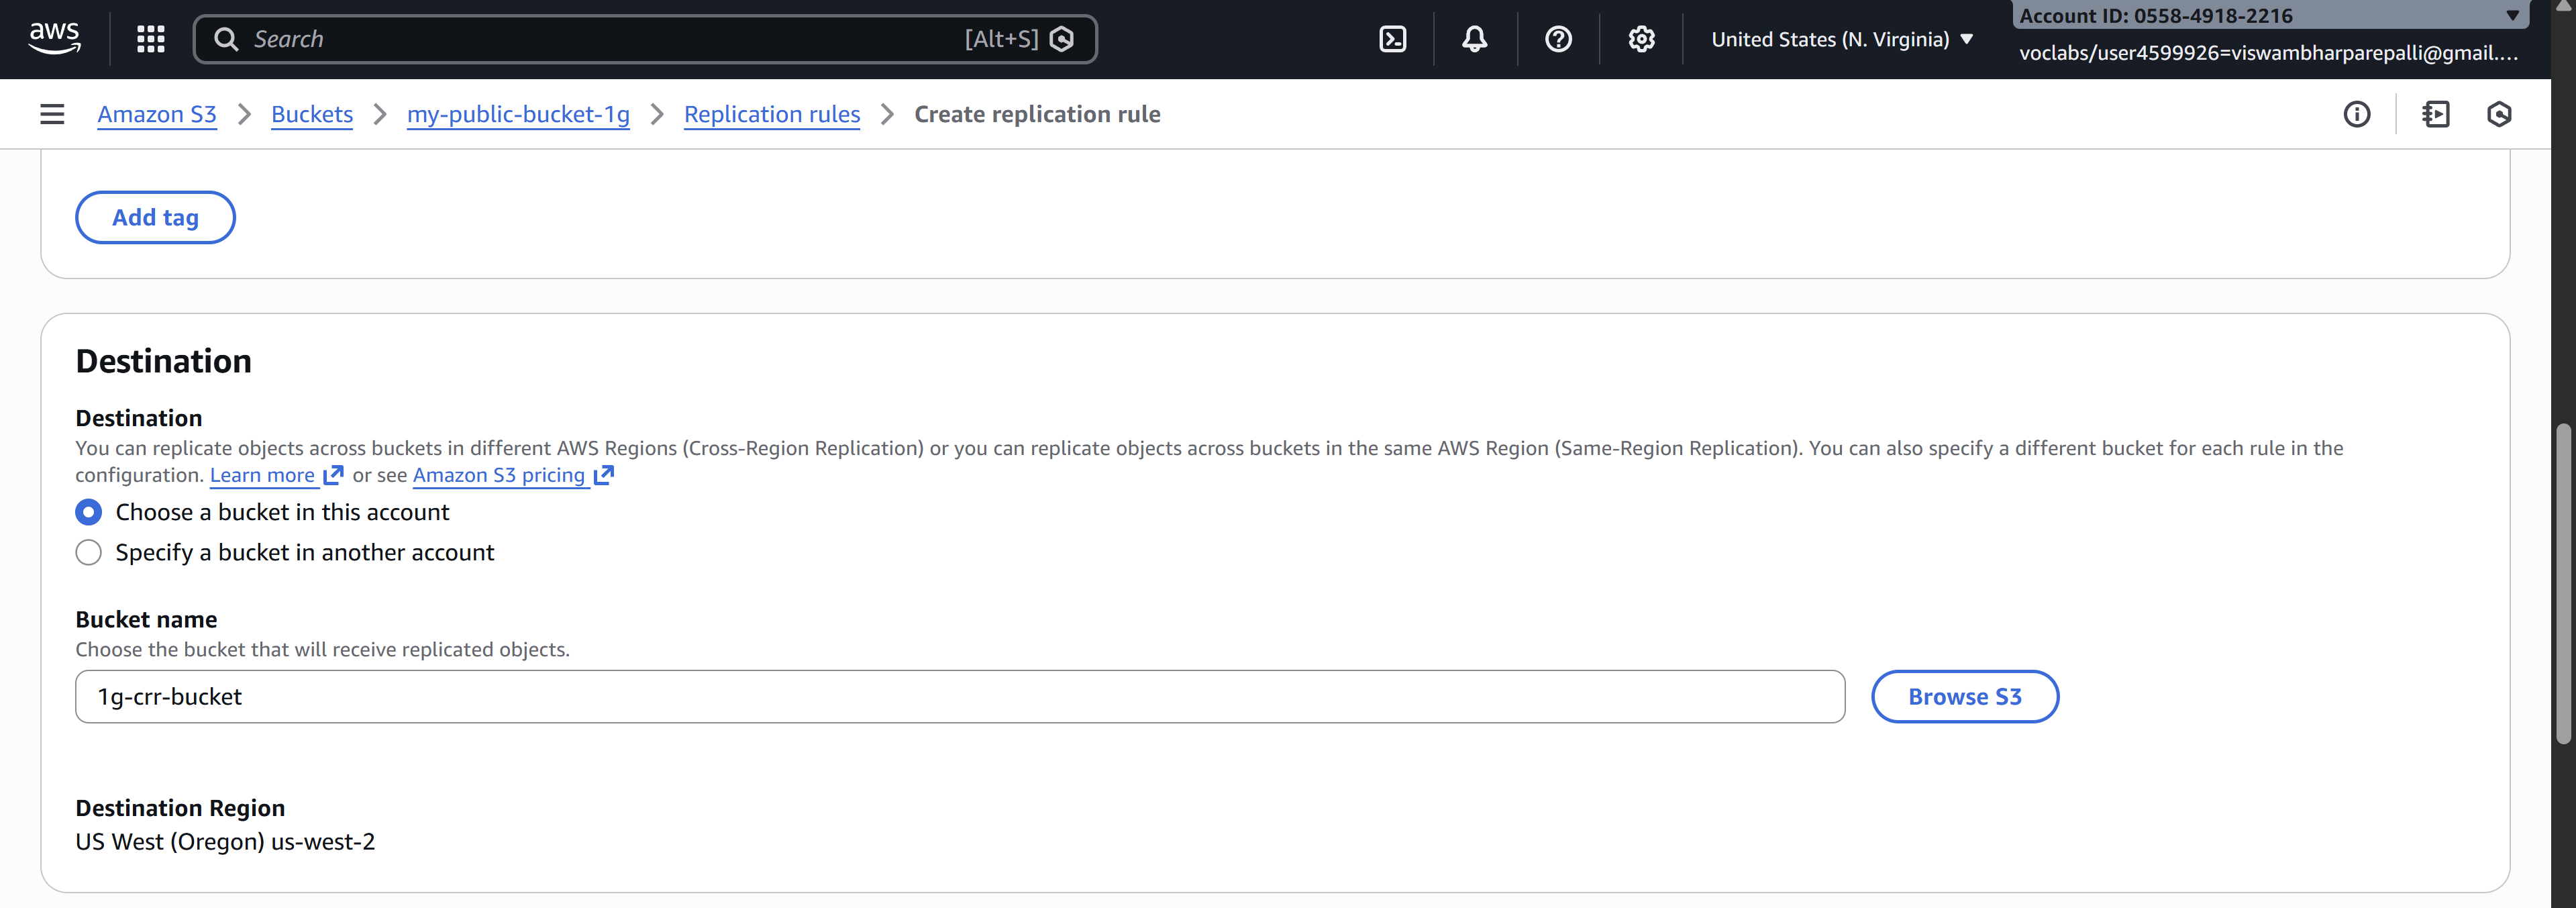 aws
Search [Alt+S]
United States (N. Virginia)
Account ID: 0558-4918-2216
voclabs/user4599926=viswambharparepalli@gmail....
Amazon S3 > Buckets > my-public-bucket-1g > Replication rules > Create replication rule
Add tag
Destination
Destination
You can replicate objects across buckets in different AWS Regions (Cross-Region Replication) or you can replicate objects across buckets in the same AWS Region (Same-Region Replication). You can also specify a different bucket for each rule in the
configuration. Learn more or see Amazon S3 pricing
Choose a bucket in this account
Specify a bucket in another account
Bucket name
Choose the bucket that will receive replicated objects.
1g-crr-bucket
Browse S3
Destination Region
US West (Oregon) us-west-2